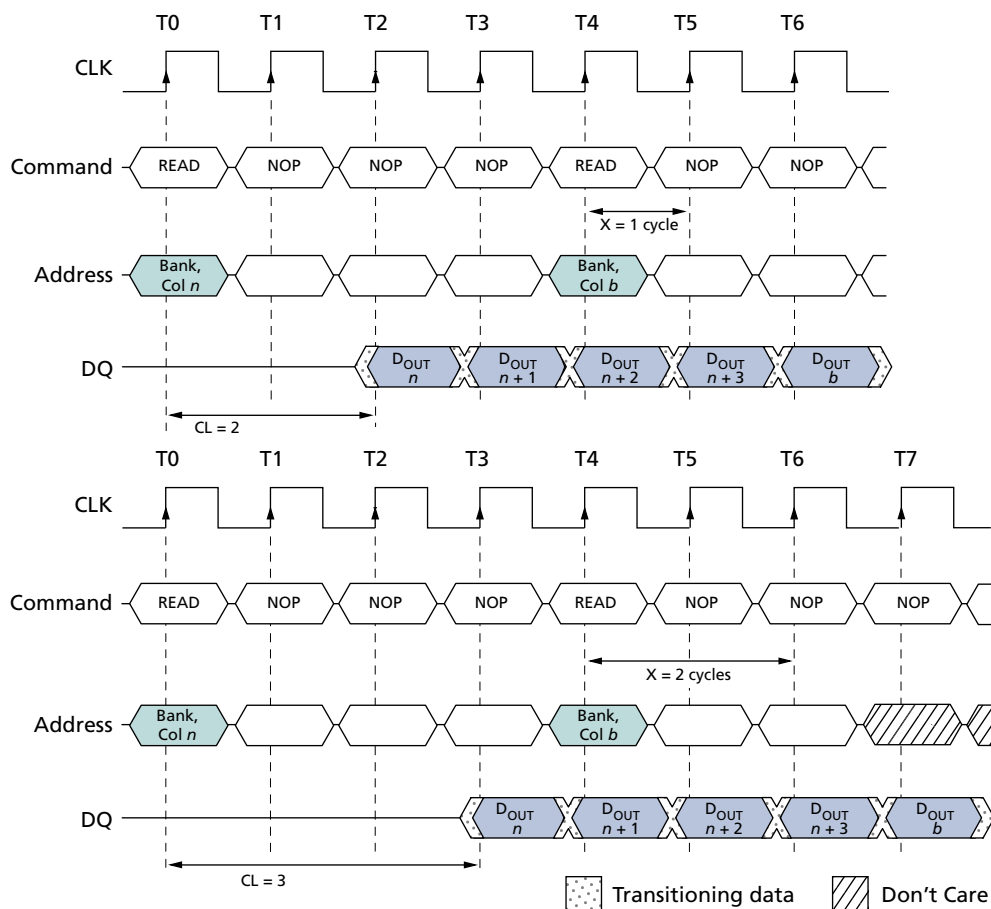 T0 T1 T2 T3 T4 T5 T6
CLK
Command READ NOP NOP NOP READ NOP NOP
X = 1 cycle
Address Bank, Col n Bank, Col b
DQ DOUT n DOUT n + 1 DOUT n + 2 DOUT n + 3 DOUT b
CL = 2
T0 T1 T2 T3 T4 T5 T6 T7
CLK
Command READ NOP NOP NOP READ NOP NOP NOP
X = 2 cycles
Address Bank, Col n Bank, Col b
DQ DOUT n DOUT n + 1 DOUT n + 2 DOUT n + 3 DOUT b
CL = 3
Transitioning data Don't Care